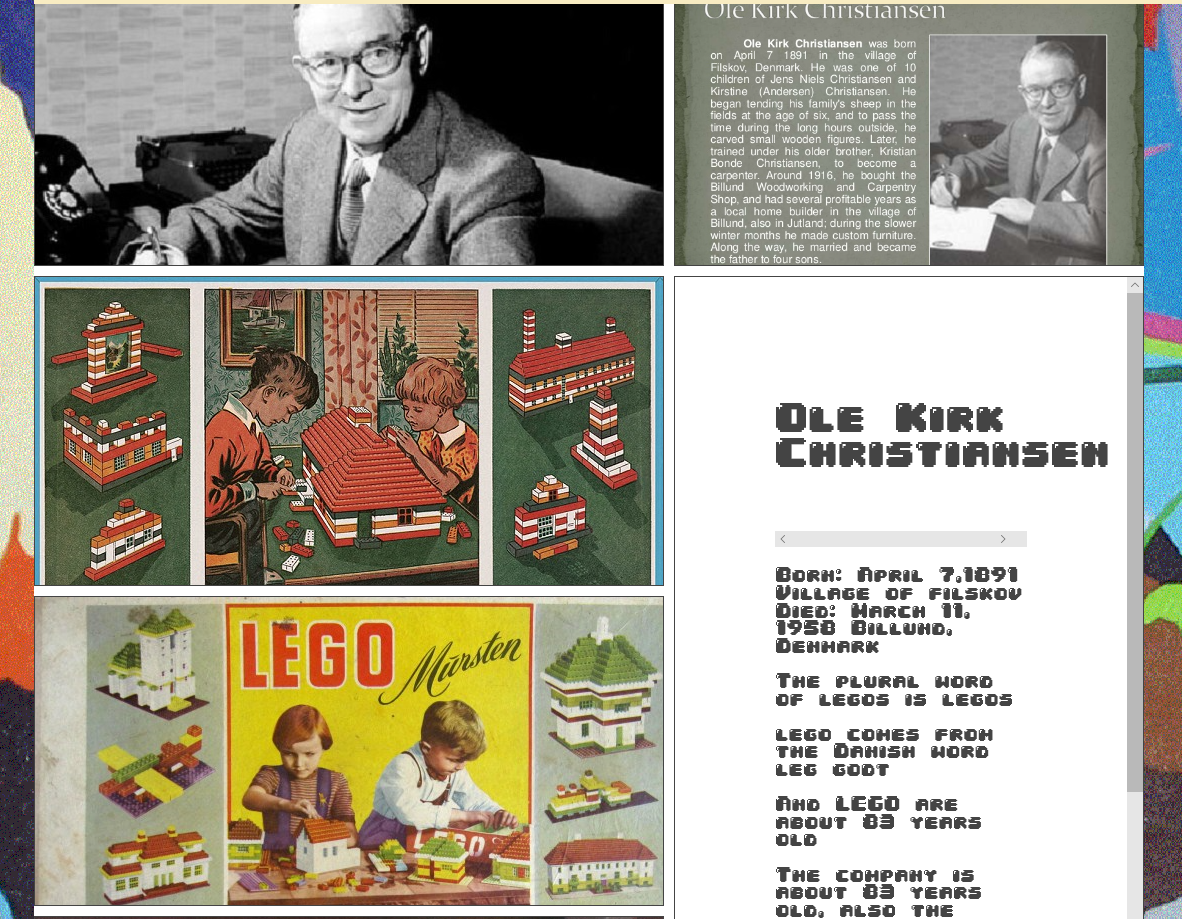 Ole Kirk Christiansen
Ole Kirk Christiansen was born
on April 7 1891 in the village of
Filskov, Denmark. He was one of 10
children of Jens Niels Christiansen and
Kirstine (Andersen) Christiansen. He
began tending his family's sheep in the
fields at the age of six, and to pass the
time during the long hours outside, he
carved small wooden figures. Later, he
trained under his older brother, Kristian
Bonde Christiansen, to become a
carpenter. Around 1916, he bought the
Billund Woodworking and Carpentry
Shop, and had several profitable years as
a local home builder in the village of
Billund, also in Jutland; during the slower
winter months he made custom furniture.
Along the way, he married and became
the father to four sons.
Ole Kirk
Christiansen
Born: April 7,1891
Village of filskov
Died: March 11,
1958 Billund,
Denmark
The plural word
of legos is legos
lego comes from
the Danish word
leg godt
And LEGO are
about 83 years
old
The company is
about 83 years
old, also the
LEGO Mursten
LEGO